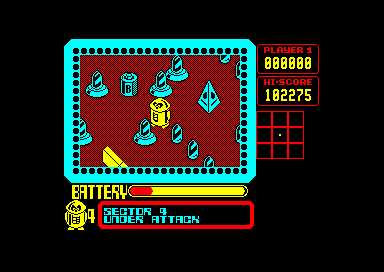 PLAYER 1
000000
HI-SCORE
102275
BATTERY
4
SECTOR 4
UNDER ATTACK